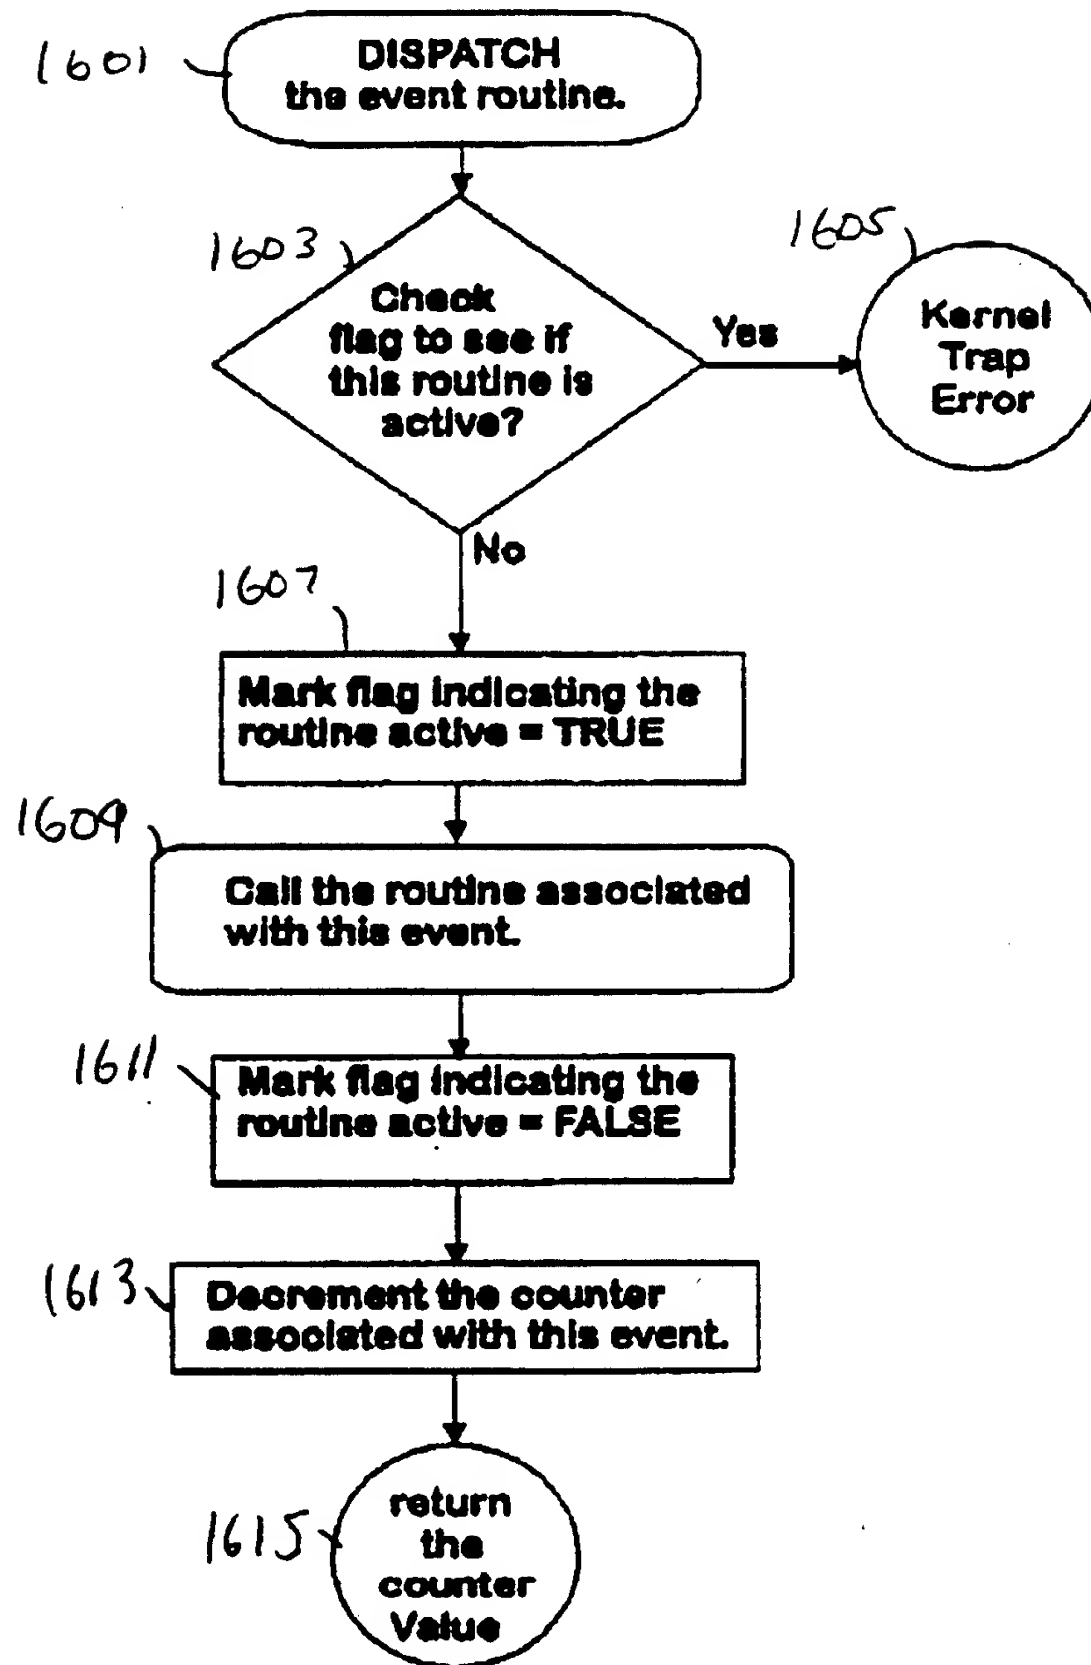 1601
DISPATCH
the event routine.
1603
Check
flag to see if
this routine is
active?
Yes
1605
Kernel
Trap
Error
No
1607
Mark flag indicating the
routine active = TRUE
1609
Call the routine associated
with this event.
1611
Mark flag indicating the
routine active = FALSE
1613
Decrement the counter
associated with this event.
1615
return
the
counter
Value